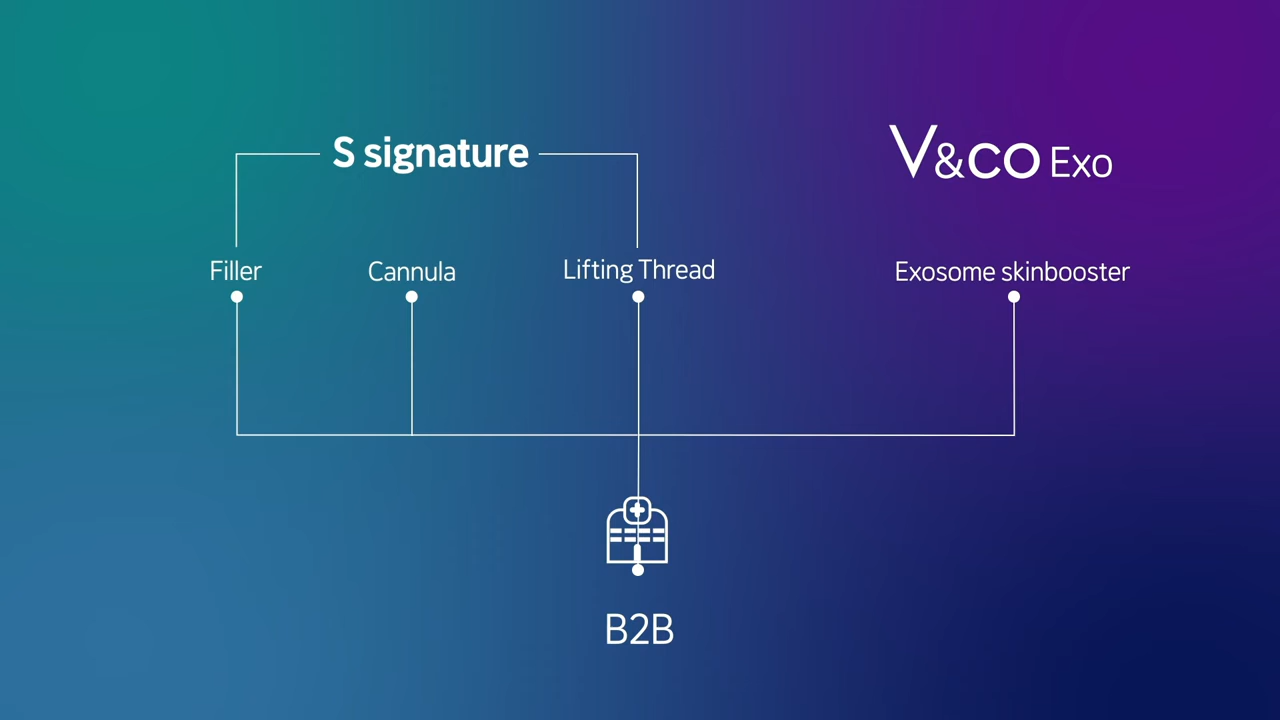 S signature
V&CO Exo
Filler
Cannula
Lifting Thread
Exosome skinbooster
B2B